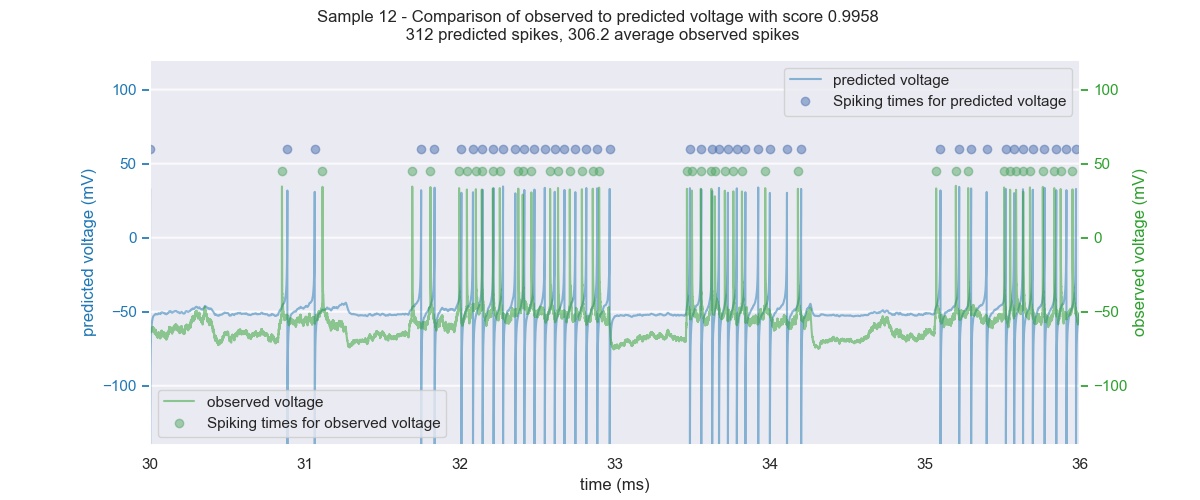 Sample 12 - Comparison of observed to predicted voltage with score 0.9958
312 predicted spikes, 306.2 average observed spikes
predicted voltage
Spiking times for predicted voltage
100
50
0
−50
−100
predicted voltage (mV)
100
50
0
−50
−100
observed voltage (mV)
observed voltage
Spiking times for observed voltage
30 31 32 33 34 35 36
time (ms)